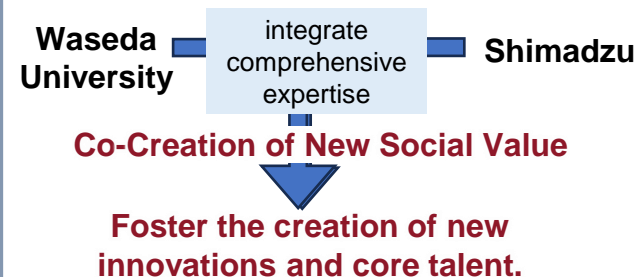 Waseda
University
integrate
comprehensive
expertise
Shimadzu
Co-Creation of New Social Value
Foster the creation of new
innovations and core talent.